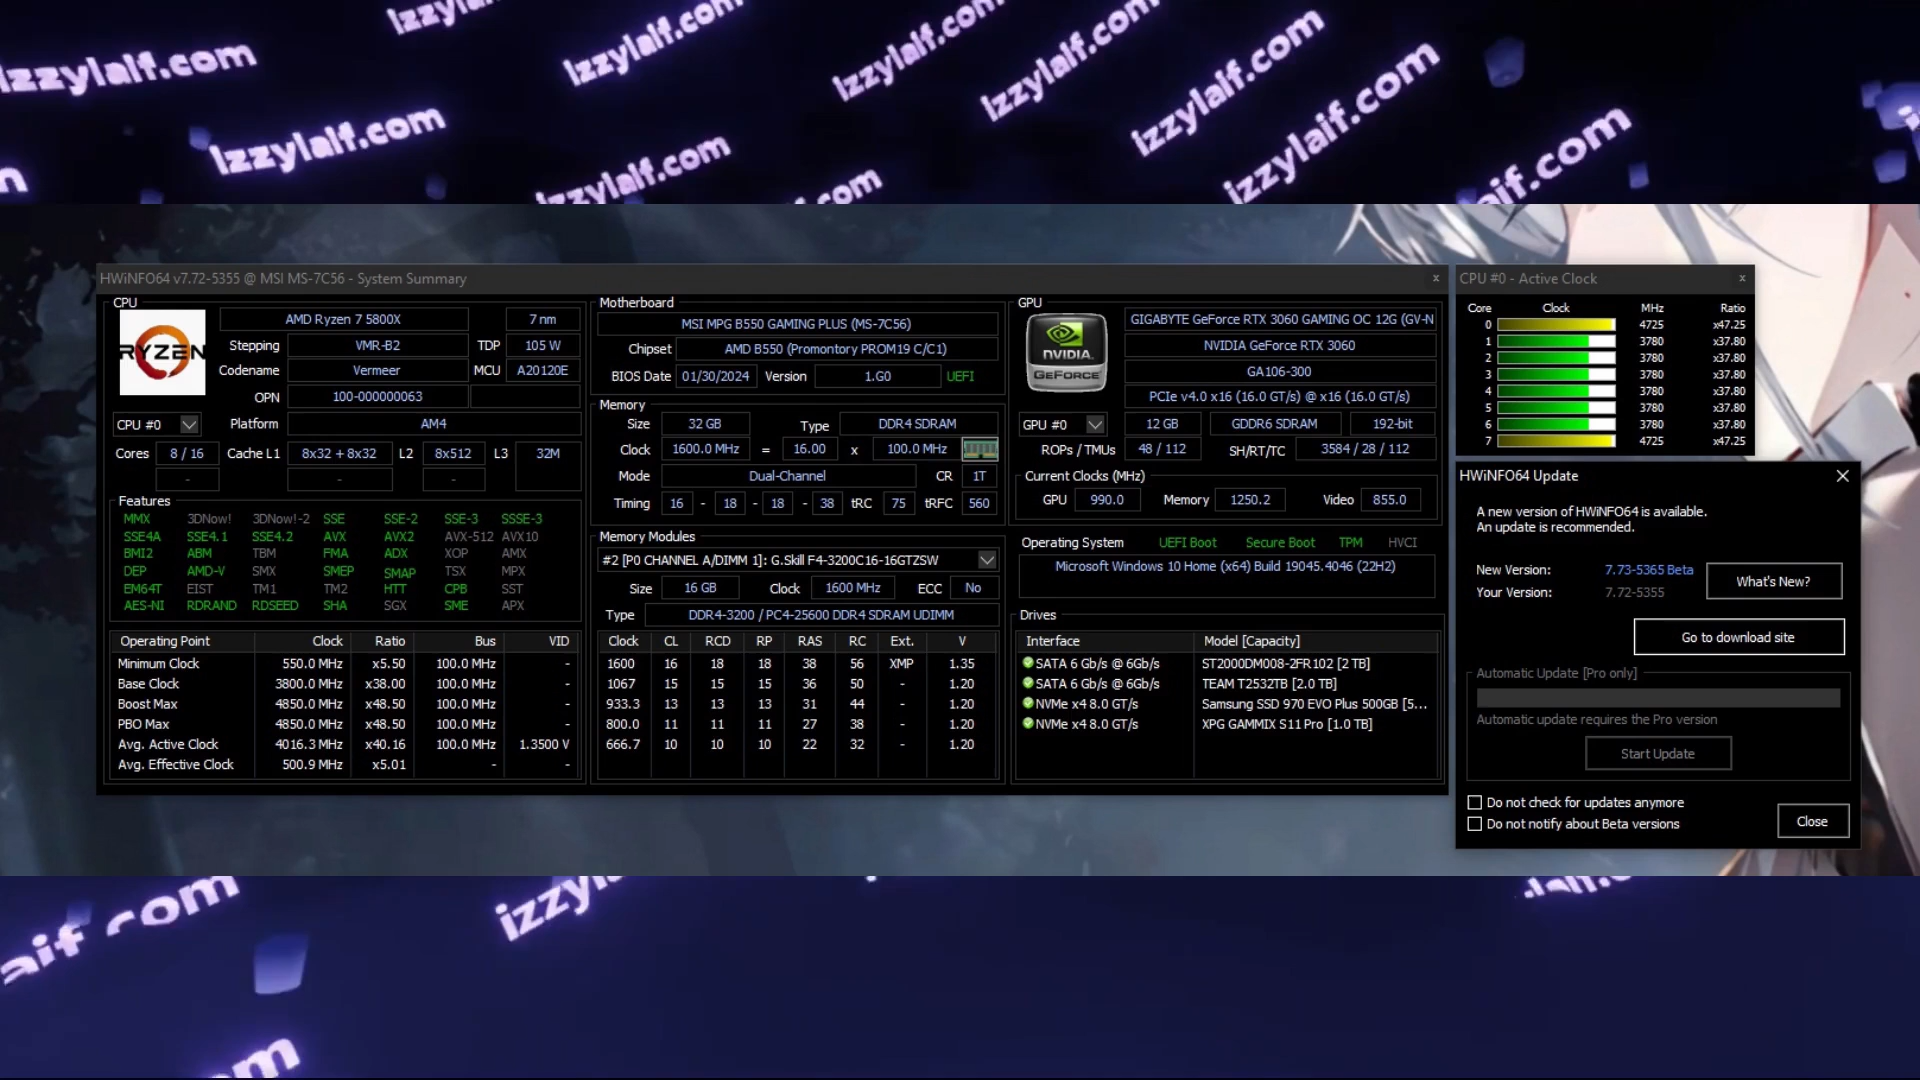 izzylaif.com
izzylaif.com
izzylaif.com
izzylaif.com
izzylaif.com
izzylaif.com
izzylaif.com
izzylaif.com
HWiNFO64 v7.72-5355 @ MSI MS-7C56 - System Summary
CPU
RYZEN
AMD Ryzen 7 5800X 7 nm
Stepping VMR-B2 TDP 105 W
Codename Vermeer MCU A20120E
OPN 100-000000063
CPU #0 Platform AM4
Cores 8 / 16 Cache L1 8x32 + 8x32 L2 8x512 L3 32M
- - -
Features
MMX 3DNow! 3DNow!-2 SSE SSE-2 SSE-3 SSSE-3
SSE4A SSE4.1 SSE4.2 AVX AVX2 AVX-512 AVX10
BMI2 ABM TBM FMA ADX XOP AMX
DEP AMD-V SMX SMEP SMAP TSX MPX
EM64T EIST TM1 TM2 HTT CPB SST
AES-NI RDRAND RDSEED SHA SGX SME APX
Operating Point Clock Ratio Bus VID
Minimum Clock 550.0 MHz x5.50 100.0 MHz -
Base Clock 3800.0 MHz x38.00 100.0 MHz -
Boost Max 4850.0 MHz x48.50 100.0 MHz -
PBO Max 4850.0 MHz x48.50 100.0 MHz -
Avg. Active Clock 4016.3 MHz x40.16 100.0 MHz 1.3500 V
Avg. Effective Clock 500.9 MHz x5.01 - -
Motherboard
MSI MPG B550 GAMING PLUS (MS-7C56)
Chipset AMD B550 (Promontory PROM19 C/C1)
BIOS Date 01/30/2024 Version 1.G0 UEFI
Memory
Size 32 GB Type DDR4 SDRAM
Clock 1600.0 MHz = 16.00 x 100.0 MHz
Mode Dual-Channel CR 1T
Timing 16 - 18 - 18 - 38 tRC 75 tRFC 560
Memory Modules
#2 [P0 CHANNEL A/DIMM 1]: G.Skill F4-3200C16-16GTZSW
Size 16 GB Clock 1600 MHz ECC No
Type DDR4-3200 / PC4-25600 DDR4 SDRAM UDIMM
Clock CL RCD RP RAS RC Ext. V
1600 16 18 18 38 56 XMP 1.35
1067 15 15 15 36 50 - 1.20
933.3 13 13 13 31 44 - 1.20
800.0 11 11 11 27 38 - 1.20
666.7 10 10 10 22 32 - 1.20
GPU
NVIDIA.
GEFORCE
GIGABYTE GeForce RTX 3060 GAMING OC 12G (GV-N
NVIDIA GeForce RTX 3060
GA106-300
PCIe v4.0 x16 (16.0 GT/s) @ x16 (16.0 GT/s)
GPU #0 12 GB GDDR6 SDRAM 192-bit
ROPs / TMUs 48 / 112 SH/RT/TC 3584 / 28 / 112
Current Clocks (MHz)
GPU 990.0 Memory 1250.2 Video 855.0
Operating System UEFI Boot Secure Boot TPM HVCI
Microsoft Windows 10 Home (x64) Build 19045.4046 (22H2)
Drives
Interface Model [Capacity]
SATA 6 Gb/s @ 6Gb/s ST2000DM008-2FR102 [2 TB]
SATA 6 Gb/s @ 6Gb/s TEAM T2532TB [2.0 TB]
NVMe x4 8.0 GT/s Samsung SSD 970 EVO Plus 500GB [5...
NVMe x4 8.0 GT/s XPG GAMMIX S11 Pro [1.0 TB]
CPU #0 - Active Clock
Core Clock MHz Ratio
0 4725 x47.25
1 3780 x37.80
2 3780 x37.80
3 3780 x37.80
4 3780 x37.80
5 3780 x37.80
6 3780 x37.80
7 4725 x47.25
HWiNFO64 Update
A new version of HWiNFO64 is available.
An update is recommended.
New Version: 7.73-5365 Beta What's New?
Your Version: 7.72-5355
Go to download site
Automatic Update [Pro only]
Automatic update requires the Pro version
Start Update
Do not check for updates anymore
Do not notify about Beta versions
Close
aif.com